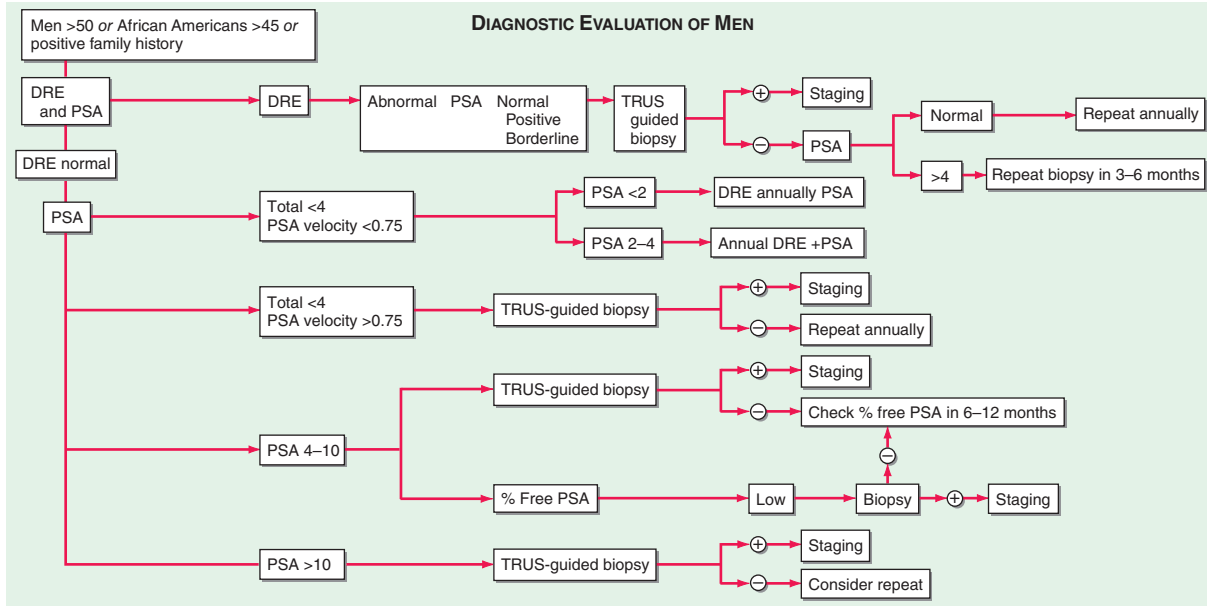 DIAGNOSTIC EVALUATION OF MEN
Men >50 or African Americans >45 or
positive family history
DRE
and PSA
DRE
Abnormal PSA Normal
Positive
Borderline
TRUS
guided
biopsy
+
Staging
−
PSA
Normal
Repeat annually
>4
Repeat biopsy in 3–6 months
DRE normal
PSA
Total <4
PSA velocity <0.75
PSA <2
DRE annually PSA
PSA 2–4
Annual DRE +PSA
Total <4
PSA velocity >0.75
TRUS-guided biopsy
+
Staging
−
Repeat annually
PSA 4–10
TRUS-guided biopsy
+
Staging
−
Check % free PSA in 6–12 months
−
% Free PSA
Low
Biopsy
+
Staging
PSA >10
TRUS-guided biopsy
+
Staging
−
Consider repeat